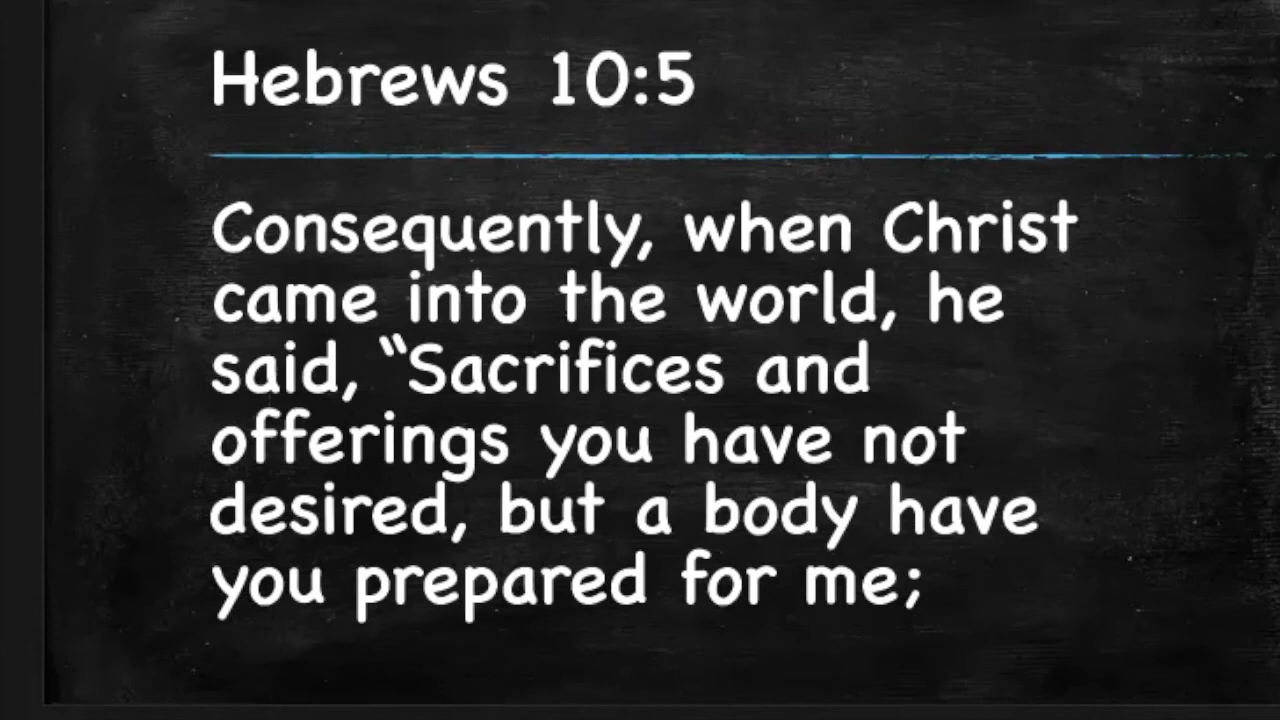 Hebrews 10:5
Consequently, when Christ
came into the world, he
said, “Sacrifices and
offerings you have not
desired, but a body have
you prepared for me;